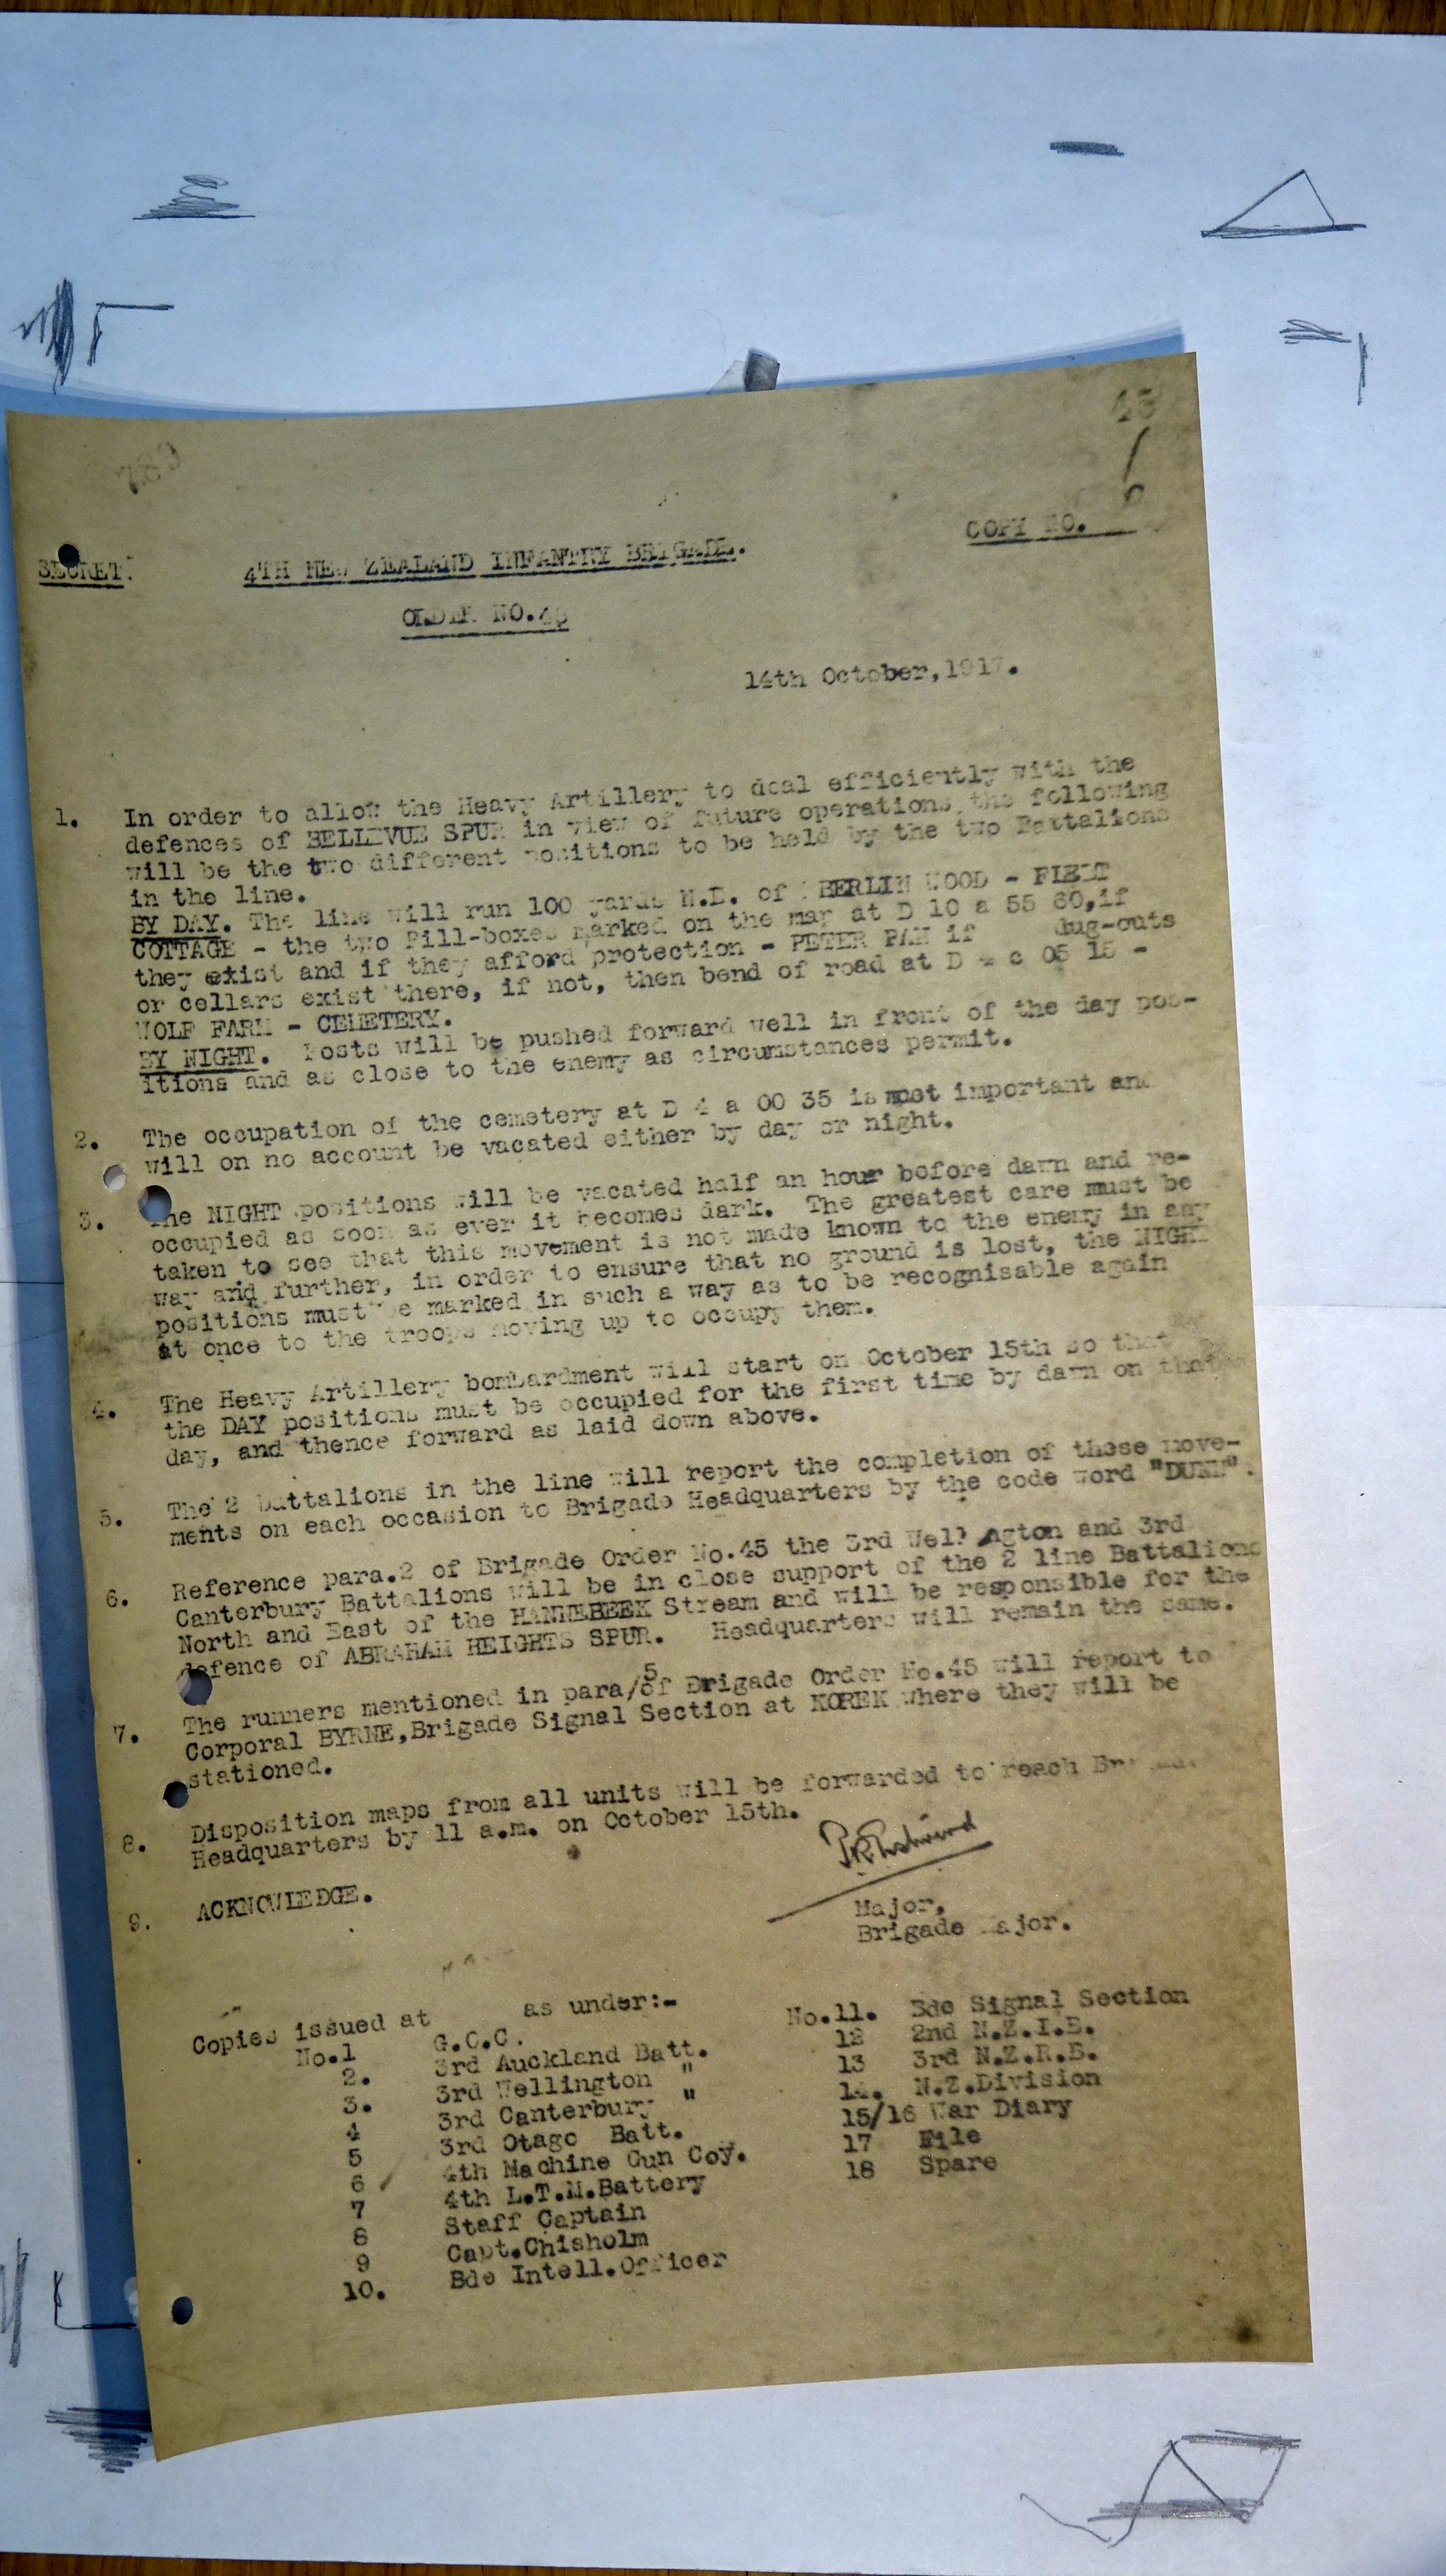 789
45
COPY NO.
SECRET.
4TH NEW ZEALAND INFANTRY BRIGADE.
ORDER NO.
14th October, 1917.
1. In order to allow the Heavy Artillery to deal efficiently with the
defences of BELLEVUE SPUR in view of future operations, the following
will be the two different positions to be held by the two Battalions
in the line.
BY DAY. The line will run 100 yards N.E. of BERLIN WOOD - FLEET
COTTAGE - the two Pill-boxes marked on the map at D 10 a 55 60, if
they exist and if they afford protection - PETER PAN if dug-outs
or cellars exist there, if not, then bend of road at D 4 c 05 15 -
WOLF FARM - CEMETERY.
BY NIGHT. Posts will be pushed forward well in front of the day pos-
itions and as close to the enemy as circumstances permit.
2. The occupation of the cemetery at D 4 a 00 35 is most important and
will on no account be vacated either by day or night.
3. The NIGHT positions will be vacated half an hour before dawn and re-
occupied as soon as ever it becomes dark. The greatest care must be
taken to see that this movement is not made known to the enemy in any
way and further, in order to ensure that no ground is lost, the NIGHT
positions must be marked in such a way as to be recognisable again
at once to the troops moving up to occupy them.
4. The Heavy Artillery bombardment will start on October 15th so that
the DAY positions must be occupied for the first time by dawn on that
day, and thence forward as laid down above.
5. The 2 battalions in the line will report the completion of these move-
ments on each occasion to Brigade Headquarters by the code word
6. Reference para.2 of Brigade Order No.45 the 3rd Wellington and 3rd
Canterbury Battalions will be in close support of the 2 line Battalions
North and East of the HANNEBEEK Stream and will be responsible for the
defence of ABRAHAM HEIGHTS SPUR. Headquarters will remain the same.
7. The runners mentioned in para/5 of Brigade Order No.45 will report to
Corporal BYRNE, Brigade Signal Section at KOREK where they will be
stationed.
8. Disposition maps from all units will be forwarded to reach Brigade
Headquarters by 11 a.m. on October 15th.
9. ACKNOWLEDGE.
Major,
Brigade Major.
Copies issued at as under:-
No.1 G.O.C.
2. 3rd Auckland Batt.
3. 3rd Wellington "
4 3rd Canterbury "
5 3rd Otago Batt.
6 4th Machine Gun Coy.
7 4th L.T.M.Battery
8 Staff Captain
9 Capt.Chisholm
10. Bde Intell.Officer
No.11. Bde Signal Section
12 2nd N.Z.I.B.
13 3rd N.Z.R.B.
14. N.Z.Division
15/16 War Diary
17 File
18 Spare